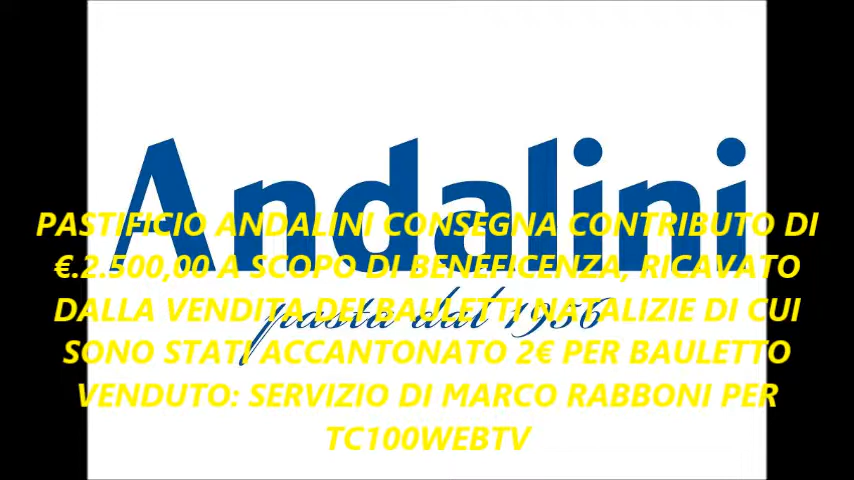 Andalini
pasta dal 1956
PASTIFICIO ANDALINI CONSEGNA CONTRIBUTO DI
€.2.500,00 A SCOPO DI BENEFICENZA, RICAVATO
DALLA VENDITA DEI BAULETTI NATALIZIE DI CUI
SONO STATI ACCANTONATO 2€ PER BAULETTO
VENDUTO: SERVIZIO DI MARCO RABBONI PER
TC100WEBTV